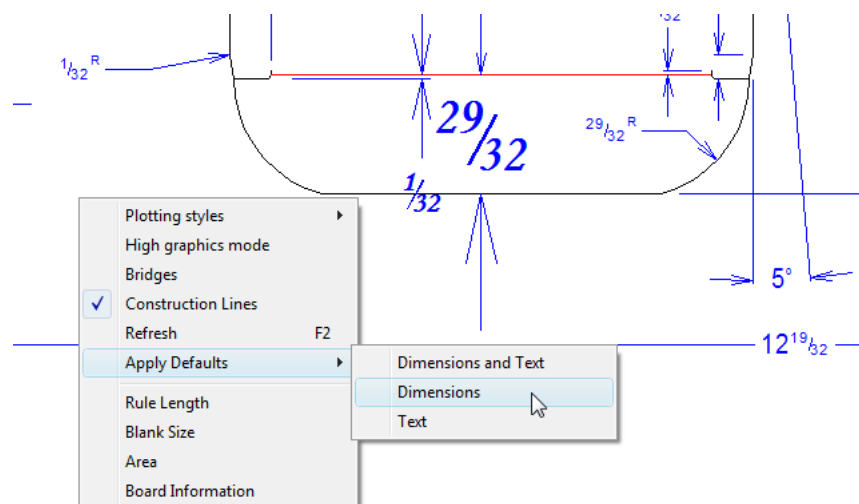 /32
1/32 R
29/32
29/32 R
1/32
Plotting styles
High graphics mode
Bridges
Construction Lines
Refresh F2
Apply Defaults
Rule Length
Blank Size
Area
Board Information
Dimensions and Text
Dimensions
Text
5°
12 19/32